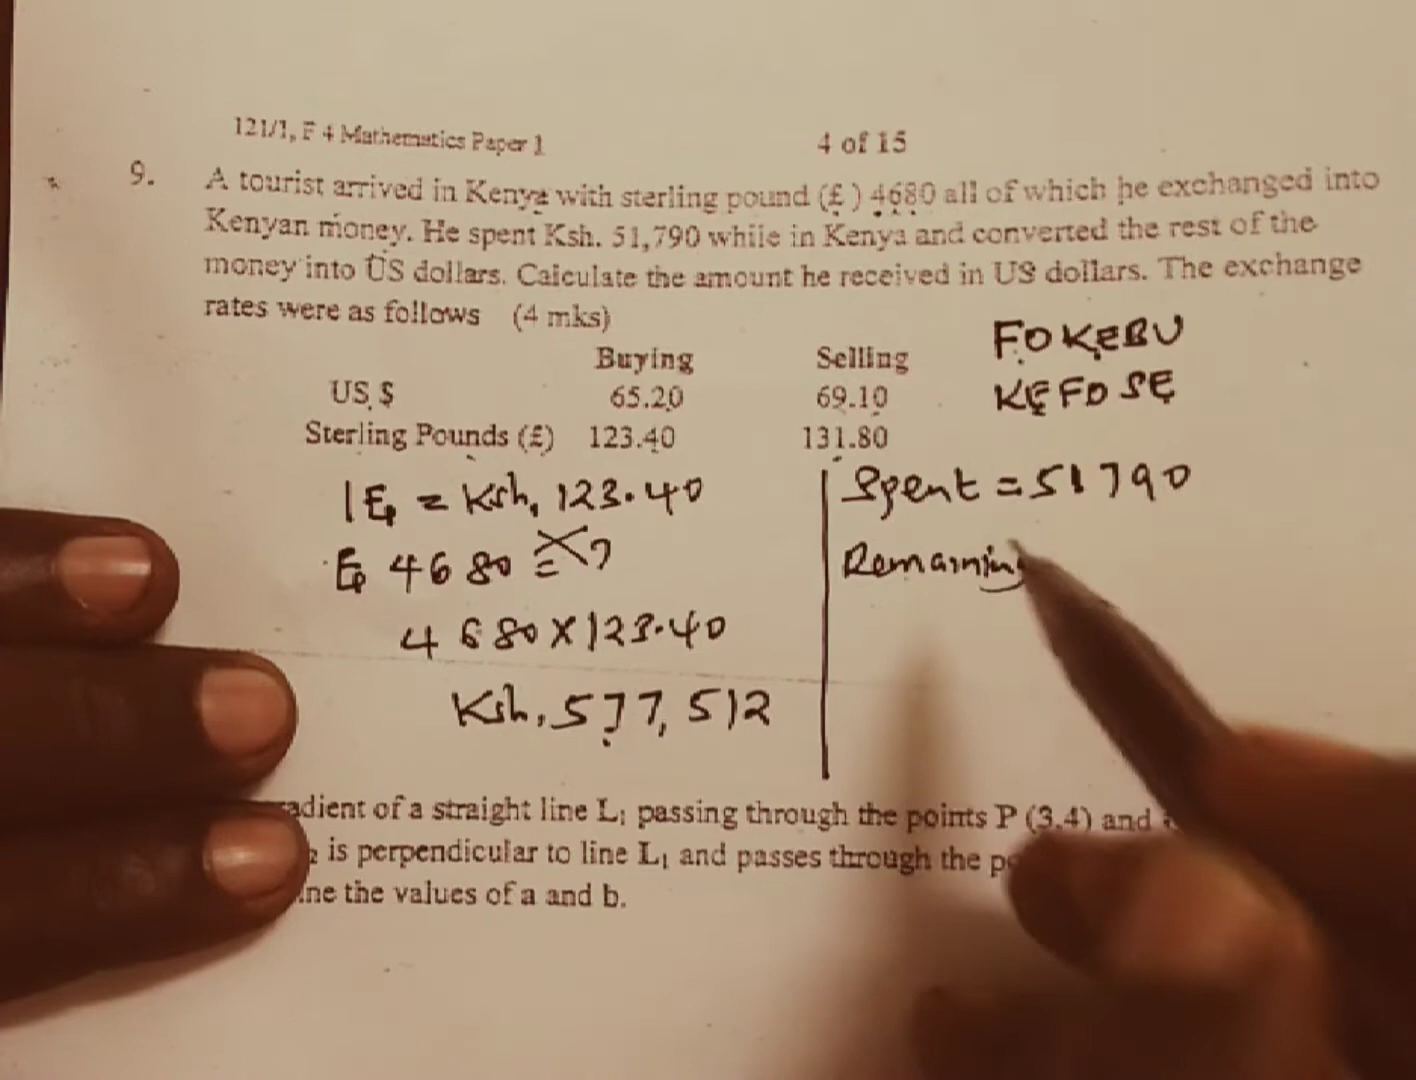 121/1, F 4 Mathematics Paper 1 4 of 15
9. A tourist arrived in Kenya with sterling pound (£) 4680 all of which he exchanged into
Kenyan money. He spent Ksh. 51,790 while in Kenya and converted the rest of the
money into US dollars. Calculate the amount he received in US dollars. The exchange
rates were as follows (4 mks)
Buying Selling
US $ 65.20 69.10
Sterling Pounds (£) 123.40 131.80
FOKEBU
KEFOSE
1£ = Ksh, 123.40
£ 4680 = ?
4680 x 123.40
Ksh, 577,512
Spent = 51790
Remaining
adient of a straight line L₁ passing through the points P (3,4) and
₂ is perpendicular to line L₁ and passes through the
ne the values of a and b.